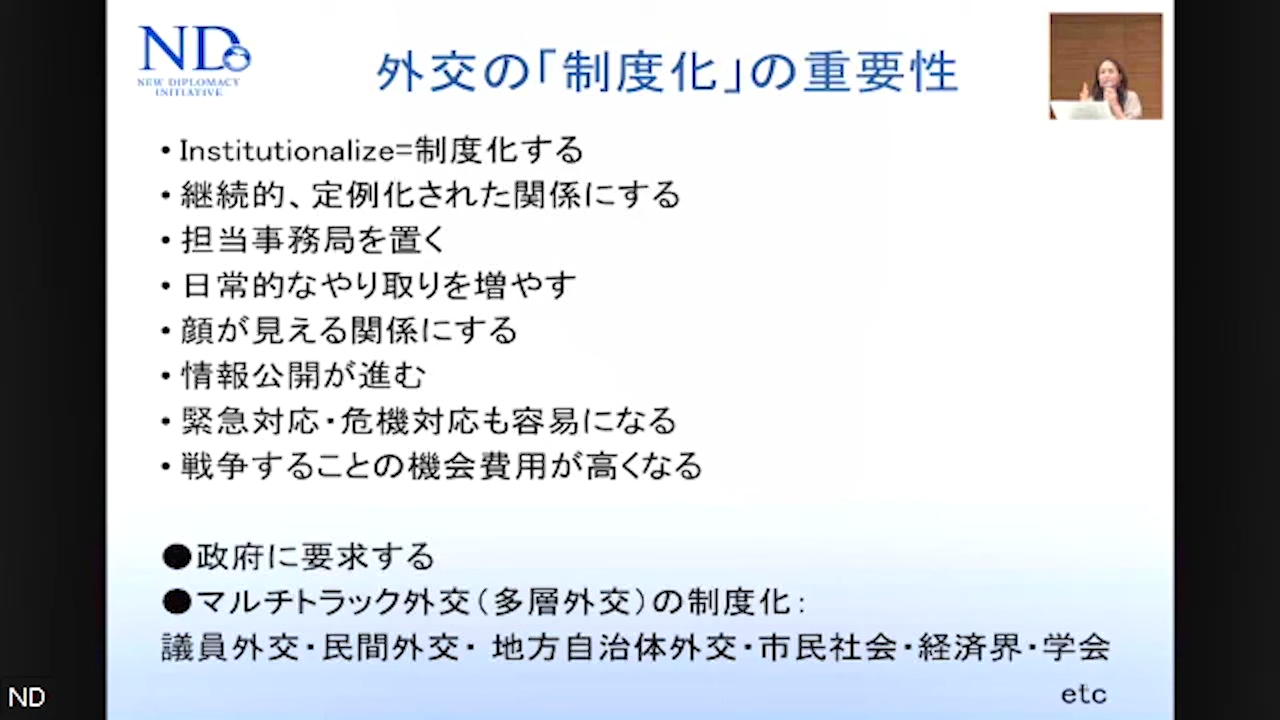 ND
NEW DIPLOMACY
INITIATIVE
外交の「制度化」の重要性
• Institutionalize=制度化する
• 継続的、定例化された関係にする
• 担当事務局を置く
• 日常的なやり取りを増やす
• 顔が見える関係にする
• 情報公開が進む
• 緊急対応・危機対応も容易になる
• 戦争することの機会費用が高くなる
●政府に要求する
●マルチトラック外交（多層外交）の制度化：
議員外交・民間外交・ 地方自治体外交・市民社会・経済界・学会
etc
ND